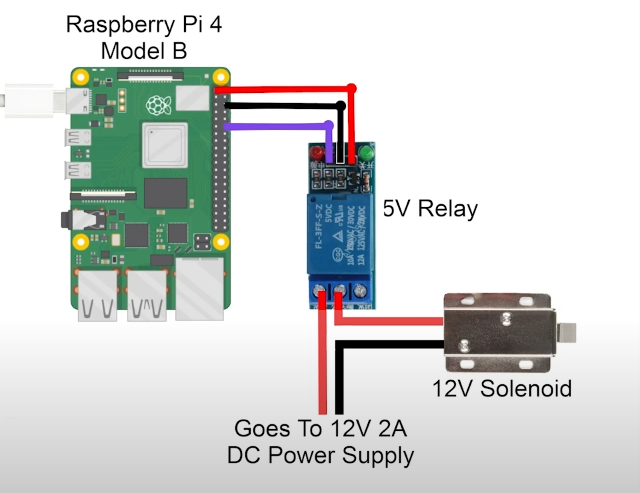 Raspberry Pi 4
Model B
FL-3FF-S-Z
5VDC
5V Relay
12V Solenoid
Goes To 12V 2A
DC Power Supply